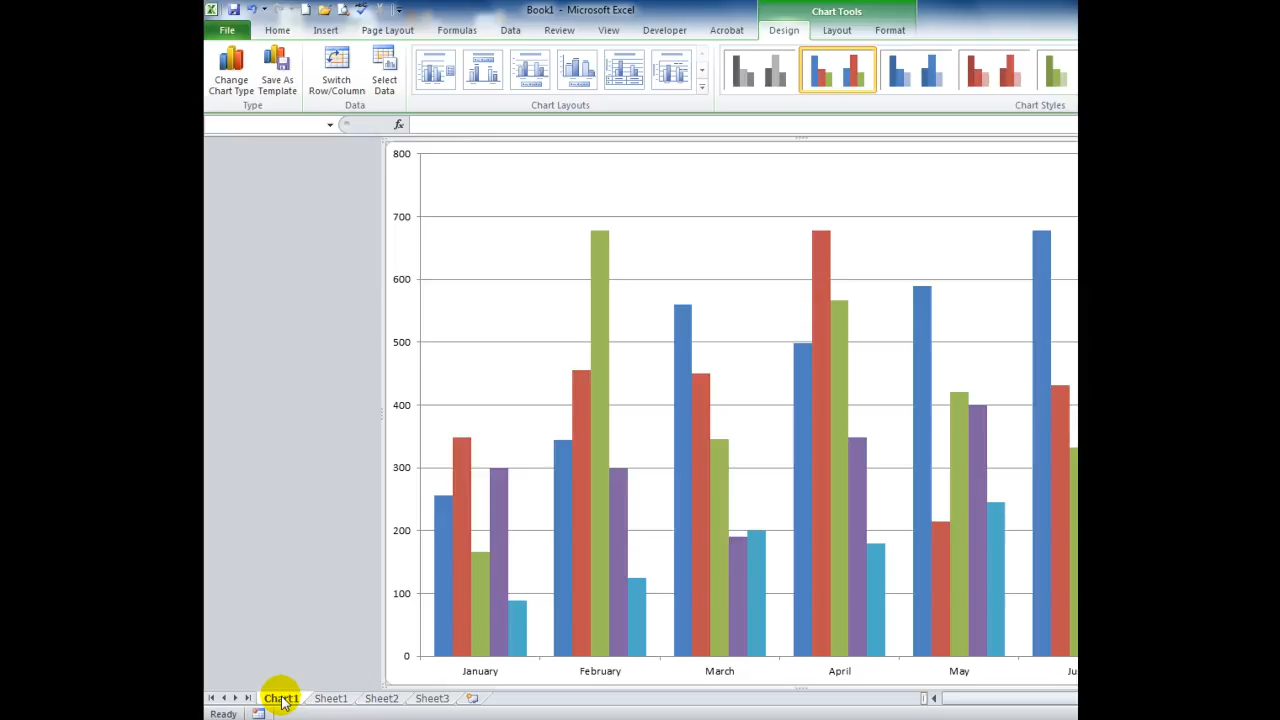 Book1 - Microsoft Excel
Chart Tools
File Home Insert Page Layout Formulas Data Review View Developer Acrobat Design Layout Format
Change Chart Type
Save As Template
Switch Row/Column
Select Data
Type Data Chart Layouts Chart Styles
fx
800
700
600
500
400
300
200
100
0
January February March April May Ju
Chart1 Sheet1 Sheet2 Sheet3
Ready